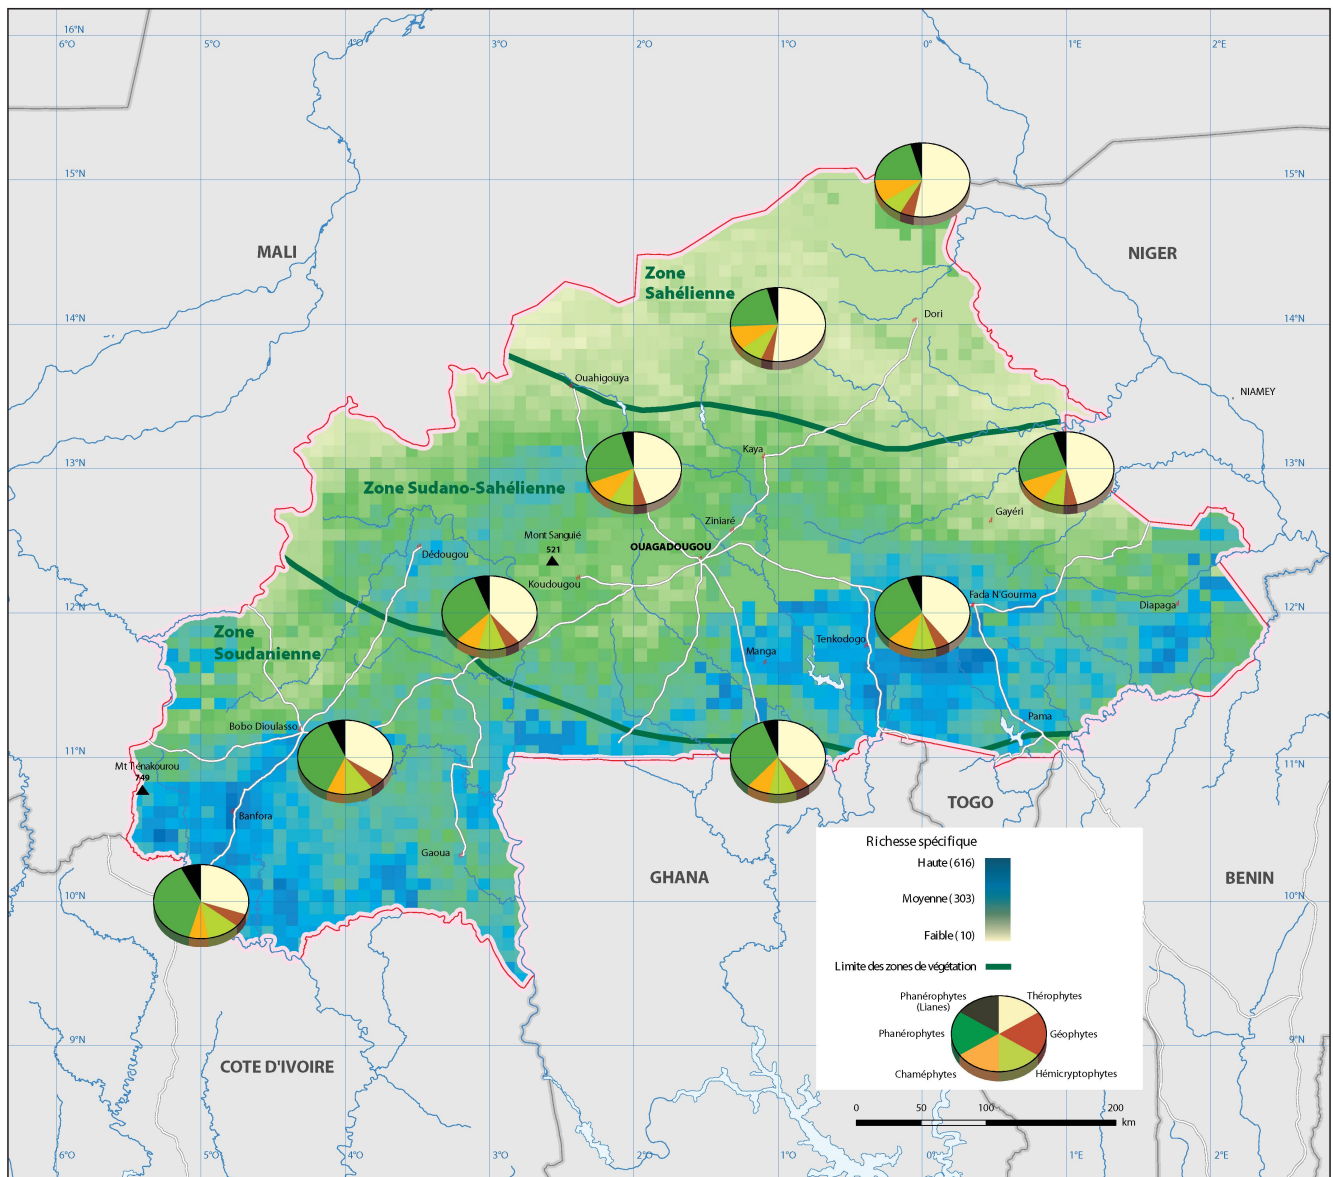 16°N
6°O
5°O
4°O
3°O
2°O
1°O
0°
1°E
2°E
15°N
15°N
MALI
NIGER
Zone
Sahélienne
14°N
14°N
Dori
Ouahigouya
NIAMEY
Kaya
13°N
13°N
Zone Sudano-Sahélienne
Gayéri
Ziniaré
Mont Sanguié
521
OUAGADOUGOU
Dédougou
Koudougou
Fada N'Gourma
12°N
12°N
Diapaga
Zone
Soudanienne
Tenkodogo
Manga
Pama
Bobo Dioulasso
11°N
11°N
Mt Ténakourou
749
TOGO
Banfora
Richesse spécifique
Haute (616)
Gaoua
GHANA
BENIN
Moyenne (303)
10°N
10°N
Faible (10)
Limite des zones de végétation
Phanérophytes
(Lianes)
Thérophytes
Phanérophytes
Géophytes
9°N
9°N
COTE D'IVOIRE
Chaméphytes
Hémicryptophytes
0
50
100
200
km
6°O
5°O
4°O
3°O
2°O
1°O
0°
1°E
2°E